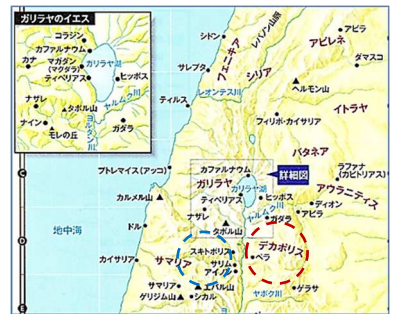 ガリラヤのイエス
コラジン
カファルナウム
カナ
マガダン
(マグダラ)
ガリラヤ湖
ティベリアス
ヒッポス
ナザレ
タボル山
ヤルムク川
ナイン
モレの丘
ヨルダン川
ガダラ
シドン
レバノン山脈
アビラ
アビレネ
フェニキア
ダマスコ
サレプタ
シリア
レオンテス川
ヘルモン山
ティルス
イトラヤ
フィリポ・カイサリア
バタネア
プトレマイス(アッコ)
カファルナウム
詳細図
ラファナ
(カピトリアス)
ガリラヤ
ガリラヤ湖
アウラニティス
カルメル山
ティベリアス
ヒッポス
ディオン
ナザレ
ヤルムク川
アビラ
ガダラ
タボル山
ドル
地中海
スキトポリス
デカポリス
カイサリア
サマリア
サリム
ペラ
アイノン
サマリア
エバル山
ゲラサ
ゲリジム山
シカル
ヤボク川
C
D
E